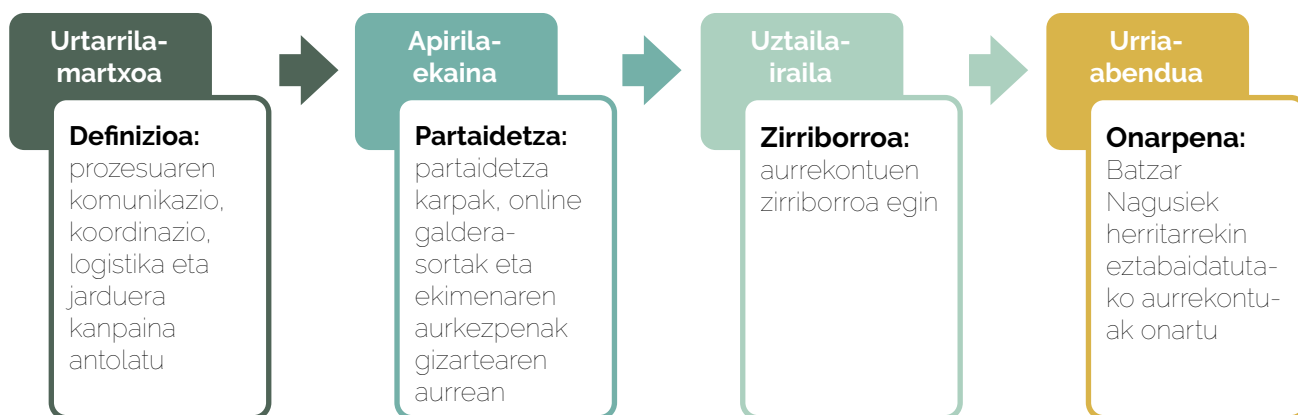 Urtarrila-
martxoa
Definizioa:
prozesuaren
komunikazio,
koordinazio,
logistika eta
jarduera
kanpaina
antolatu
Apirila-
ekaina
Partaidetza:
partaidetza
karpak, online
galdera-
sortak eta
ekimenaren
aurkezpenak
gizartearen
aurrean
Uztaila-
iraila
Zirriborroa:
aurrekontuen
zirriborroa egin
Urria-
abendua
Onarpena:
Batzar
Nagusiek
herritarrekin
eztabaidatuta-
ko aurrekontu-
ak onartu